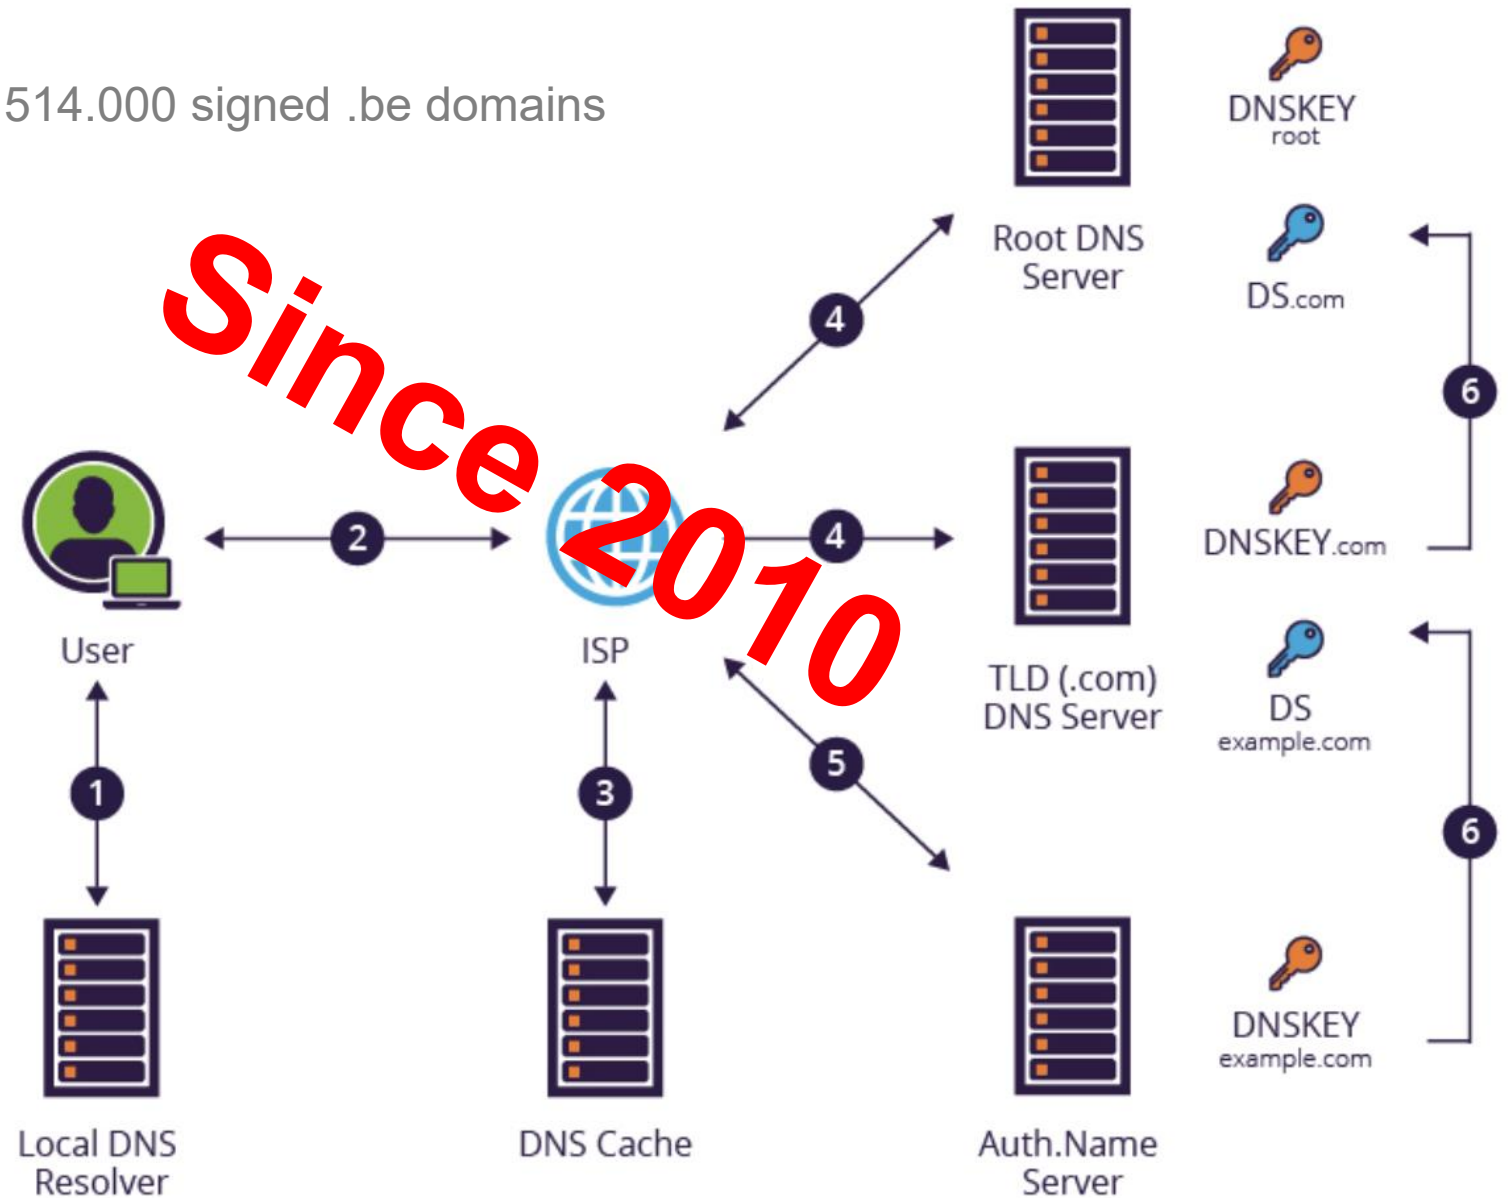 514.000 signed .be domains
DNSKEY
root
Root DNS
Server
DS.com
Since 2010
4
6
2
4
DNSKEY.com
User
ISP
TLD (.com)
DNS Server
DS
example.com
1
3
5
6
DNSKEY
example.com
Local DNS
Resolver
DNS Cache
Auth.Name
Server